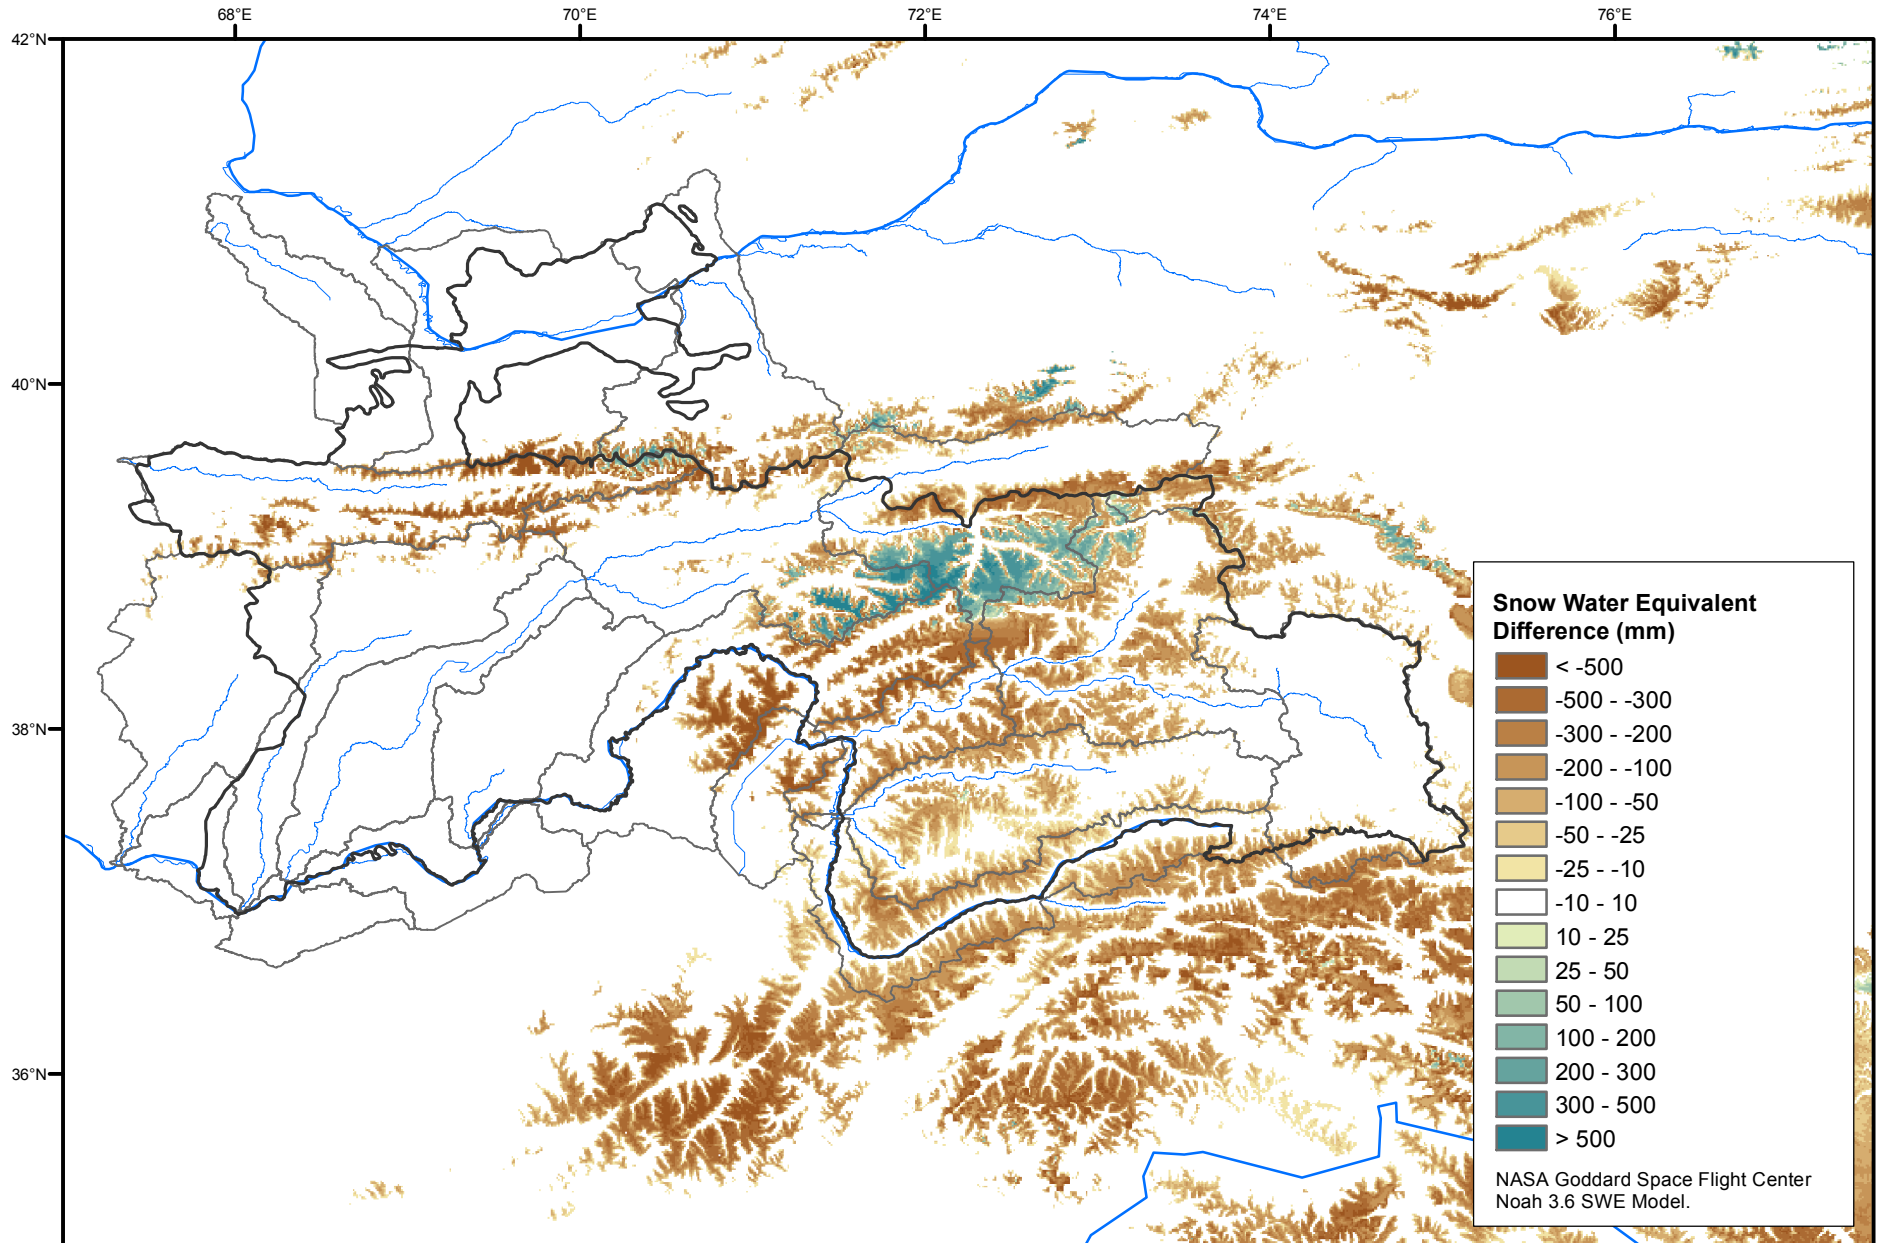 68°E
70°E
72°E
74°E
76°E
42°N
40°N
38°N
36°N
Snow Water Equivalent
Difference (mm)
< -500
-500 - -300
-300 - -200
-200 - -100
-100 - -50
-50 - -25
-25 - -10
-10 - 10
10 - 25
25 - 50
50 - 100
100 - 200
200 - 300
300 - 500
> 500
NASA Goddard Space Flight Center
Noah 3.6 SWE Model.